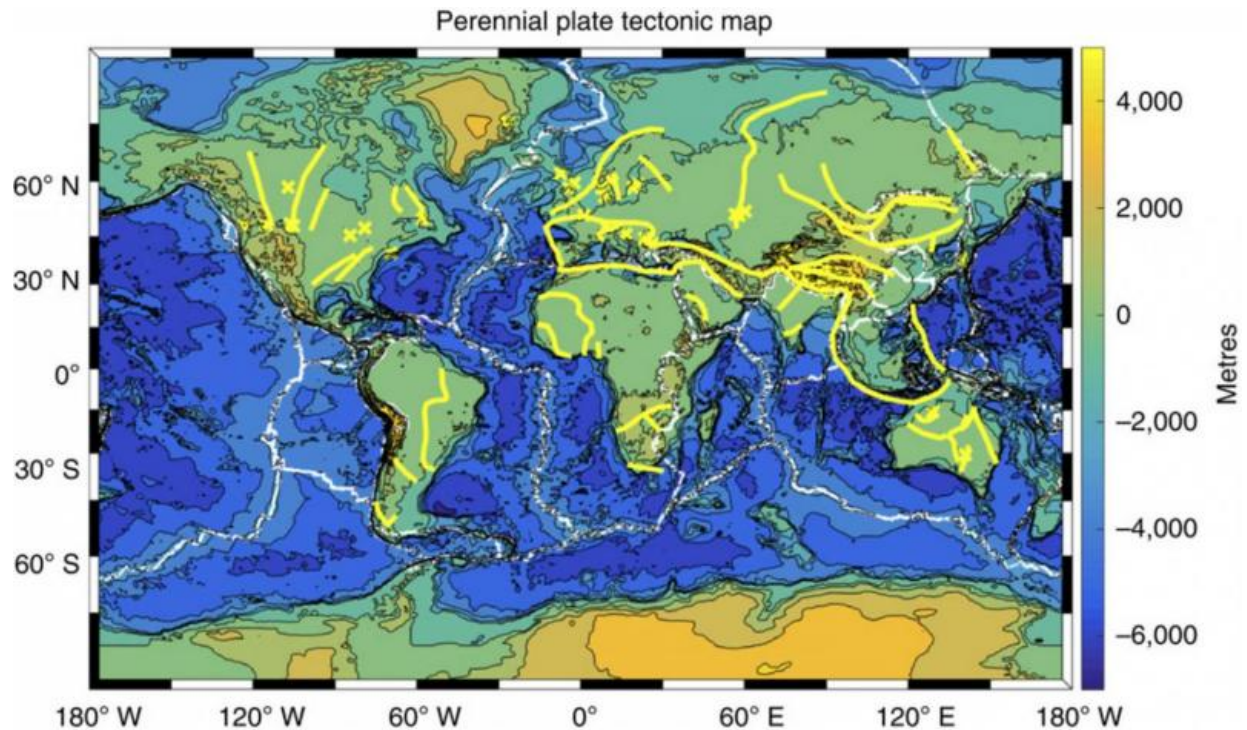 Perennial plate tectonic map
60° N
30° N
0°
30° S
60° S
180° W
120° W
60° W
0°
60° E
120° E
180° W
4,000
2,000
0
–2,000
–4,000
–6,000
Metres